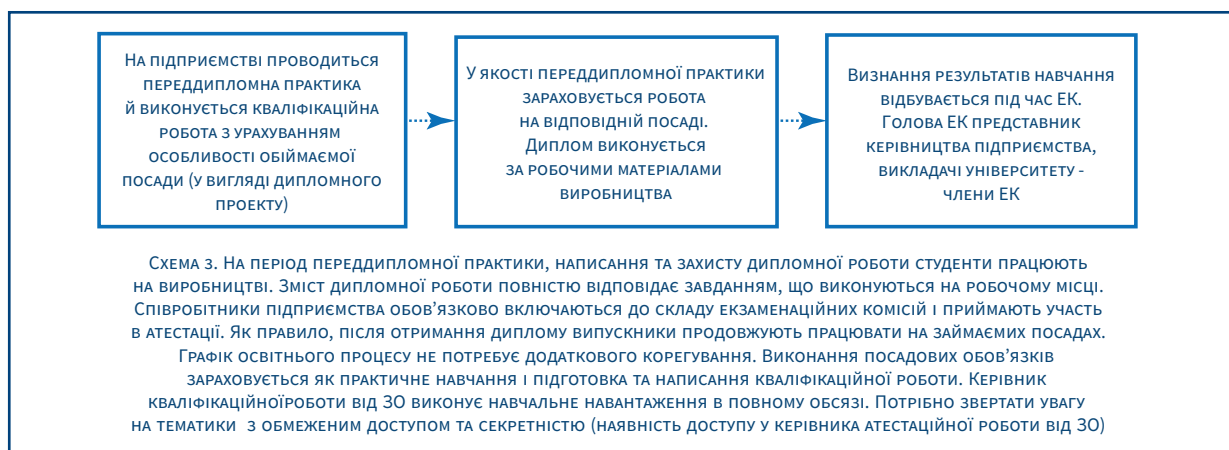 На підприємстві проводиться
переддипломна практика
й виконується кваліфікаційна
робота з урахуванням
особливості обіймаємої
посади (у вигляді дипломного
проекту)
У якості переддипломної практики
зараховується робота
на відповідній посаді.
Диплом виконується
за робочими матеріалами
виробництва
Визнання результатів навчання
відбувається під час ЕК.
Голова ЕК представник
керівництва підприємства,
викладачі університету -
члени ЕК
Схема 3. На період переддипломної практики, написання та захисту дипломної роботи студенти працюють
на виробництві. Зміст дипломної роботи повністю відповідає завданням, що виконуються на робочому місці.
Співробітники підприємства обов’язково включаються до складу екзаменаційних комісій і приймають участь
в атестації. Як правило, після отримання диплому випускники продовжують працювати на займаємих посадах.
Графік освітнього процесу не потребує додаткового корегування. Виконання посадових обов’язків
зараховується як практичне навчання і підготовка та написання кваліфікаційної роботи. Керівник
кваліфікаційноїроботи від ЗО виконує навчальне навантаження в повному обсязі. Потрібно звертати увагу
на тематики з обмеженим доступом та секретністю (наявність доступу у керівника атестаційної роботи від ЗО)